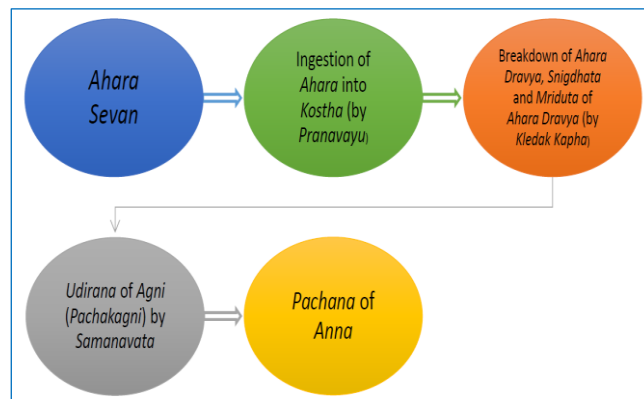 Ahara
Sevan
Ingestion of
Ahara into
Kostha (by
Pranavayu)
Breakdown of Ahara
Dravya, Snigdhata
and Mriduta of
Ahara Dravya (by
Kledak Kapha)
Udirana of Agni
(Pachakagni) by
Samanavata
Pachana of
Anna